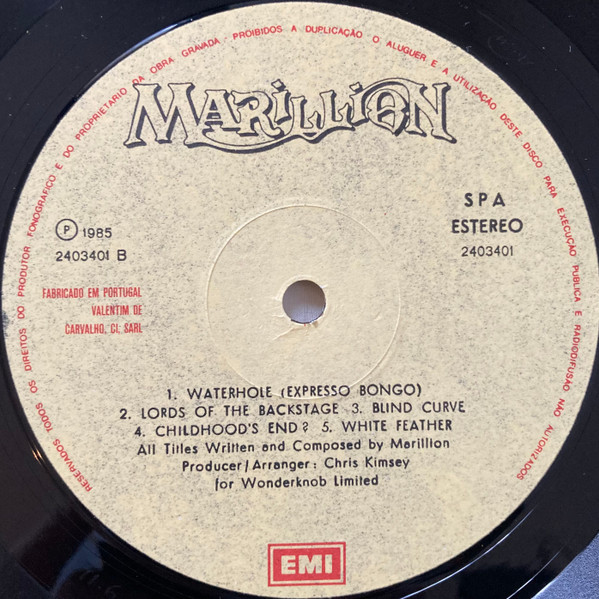 RESERVADOS TODOS OS DIREITOS DO PRODUTOR FONOGRAFICO E DO PROPRIETARIO DA OBRA GRAVADA. PROIBIDOS A DUPLICAÇÃO O ALUGUER E A UTILIZAÇÃO DESTE DISCO PARA EXECUÇÃO PUBLICA E RADIODIFUSÃO NÃO AUTORIZADOS
MARILLION
P 1985
2403401 B
SPA
ESTEREO
2403401
FABRICADO EM PORTUGAL
VALENTIM DE
CARVALHO, CI, SARL
1. WATERHOLE (EXPRESSO BONGO)
2. LORDS OF THE BACKSTAGE 3. BLIND CURVE
4. CHILDHOOD'S END? 5. WHITE FEATHER
All Titles Written and Composed by Marillion
Producer/Arranger: Chris Kimsey
for Wonderknob Limited
EMI